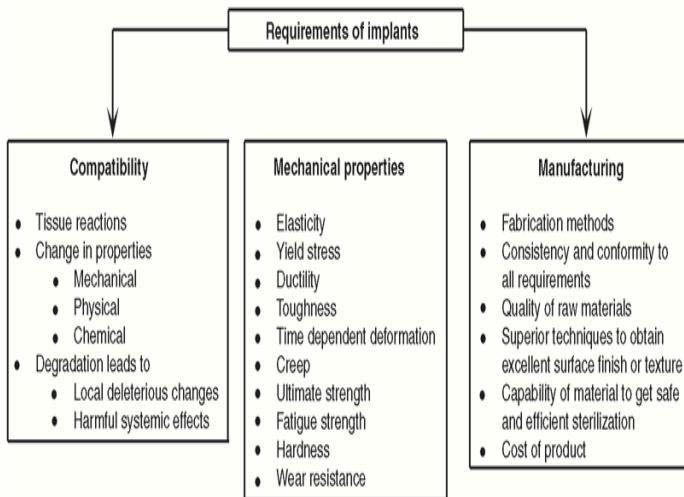 Requirements of implants
Compatibility
• Tissue reactions
• Change in properties
• Mechanical
• Physical
• Chemical
• Degradation leads to
• Local deleterious changes
• Harmful systemic effects
Mechanical properties
• Elasticity
• Yield stress
• Ductility
• Toughness
• Time dependent deformation
• Creep
• Ultimate strength
• Fatigue strength
• Hardness
• Wear resistance
Manufacturing
• Fabrication methods
• Consistency and conformity to
all requirements
• Quality of raw materials
• Superior techniques to obtain
excellent surface finish or texture
• Capability of material to get safe
and efficient sterilization
• Cost of product